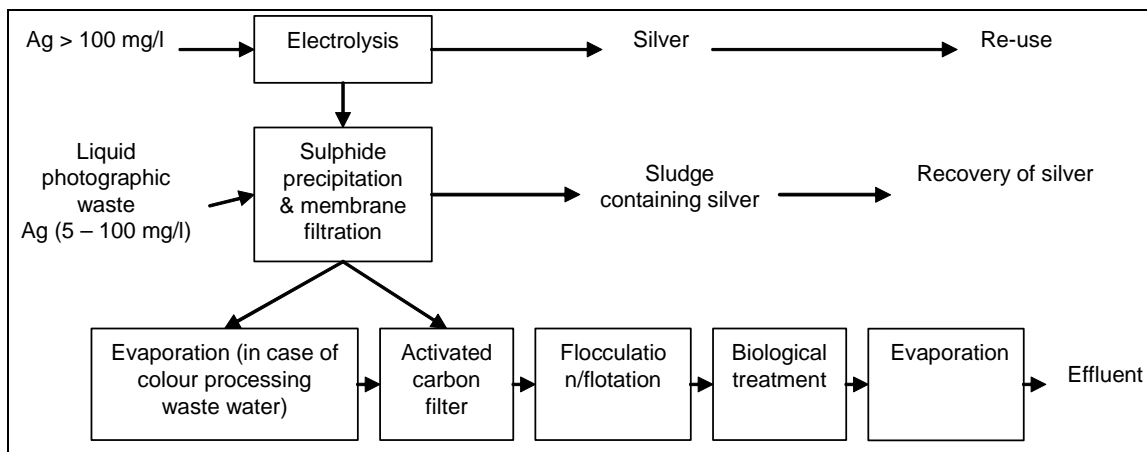 Ag > 100 mg/l
Electrolysis
Silver
Re-use
Liquid
photographic
waste
Ag (5 – 100 mg/l)
Sulphide
precipitation
& membrane
filtration
Sludge
containing silver
Recovery of silver
Evaporation (in case of
colour processing
waste water)
Activated
carbon
filter
Flocculatio
n/flotation
Biological
treatment
Evaporation
Effluent